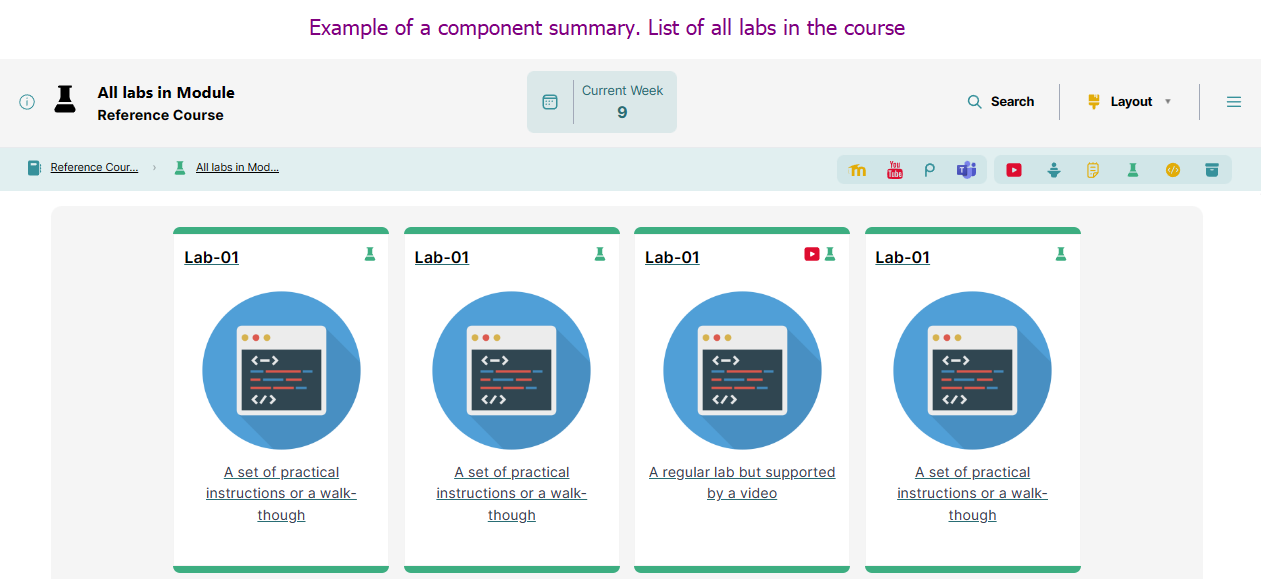 Example of a component summary. List of all labs in the course
All labs in Module
Reference Course
Current Week
9
Search
Layout
Reference Cour...
All labs in Mod...
You
Tube
Lab-01
Lab-01
Lab-01
Lab-01
A set of practical
instructions or a walk-
though
A set of practical
instructions or a walk-
though
A regular lab but supported
by a video
A set of practical
instructions or a walk-
though